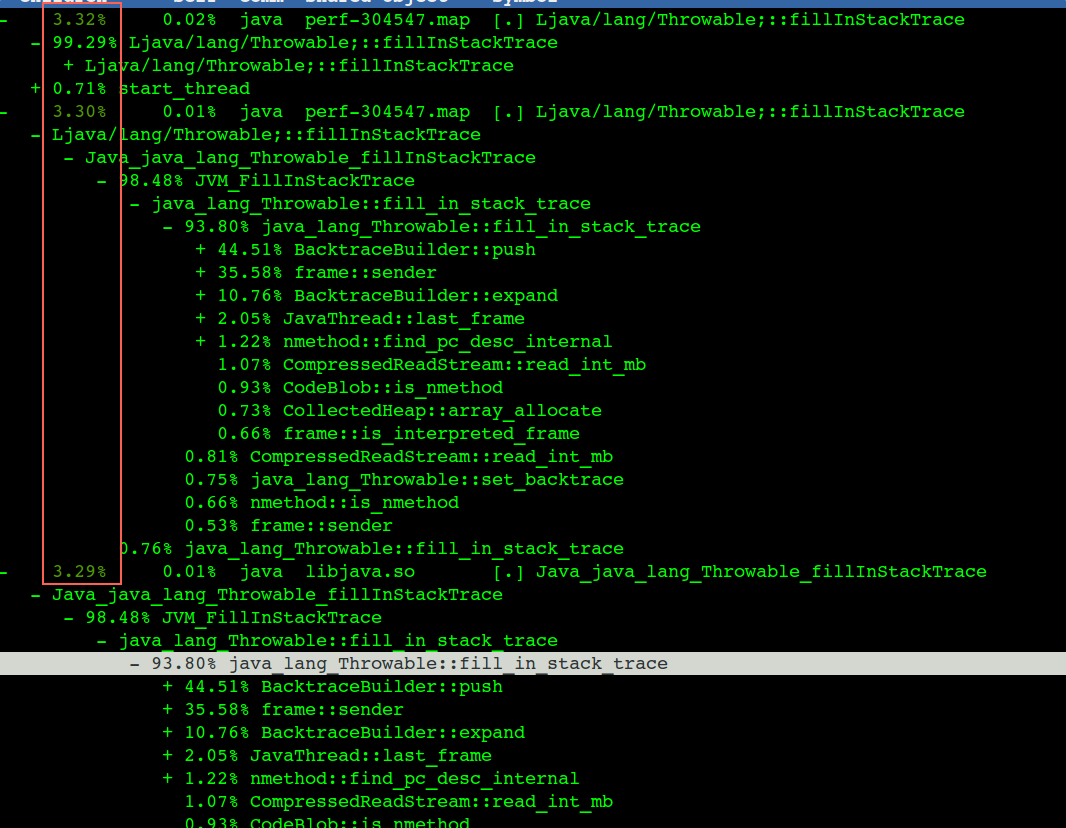 Children Self Comm Shared Object Symbol
- 3.32% 0.02% java perf-304547.map [.] Ljava/lang/Throwable;::fillInStackTrace
- 99.29% Ljava/lang/Throwable;::fillInStackTrace
+ Ljava/lang/Throwable;::fillInStackTrace
+ 0.71% start_thread
- 3.30% 0.01% java perf-304547.map [.] Ljava/lang/Throwable;::fillInStackTrace
- Ljava/lang/Throwable;::fillInStackTrace
- Java_java_lang_Throwable_fillInStackTrace
- 98.48% JVM_FillInStackTrace
- java_lang_Throwable::fill_in_stack_trace
- 93.80% java_lang_Throwable::fill_in_stack_trace
+ 44.51% BacktraceBuilder::push
+ 35.58% frame::sender
+ 10.76% BacktraceBuilder::expand
+ 2.05% JavaThread::last_frame
+ 1.22% nmethod::find_pc_desc_internal
1.07% CompressedReadStream::read_int_mb
0.93% CodeBlob::is_nmethod
0.73% CollectedHeap::array_allocate
0.66% frame::is_interpreted_frame
0.81% CompressedReadStream::read_int_mb
0.75% java_lang_Throwable::set_backtrace
0.66% nmethod::is_nmethod
0.53% frame::sender
0.76% java_lang_Throwable::fill_in_stack_trace
- 3.29% 0.01% java libjava.so [.] Java_java_lang_Throwable_fillInStackTrace
- Java_java_lang_Throwable_fillInStackTrace
- 98.48% JVM_FillInStackTrace
- java_lang_Throwable::fill_in_stack_trace
- 93.80% java_lang_Throwable::fill_in_stack_trace
+ 44.51% BacktraceBuilder::push
+ 35.58% frame::sender
+ 10.76% BacktraceBuilder::expand
+ 2.05% JavaThread::last_frame
+ 1.22% nmethod::find_pc_desc_internal
1.07% CompressedReadStream::read_int_mb
0.93% CodeBlob::is_nmethod